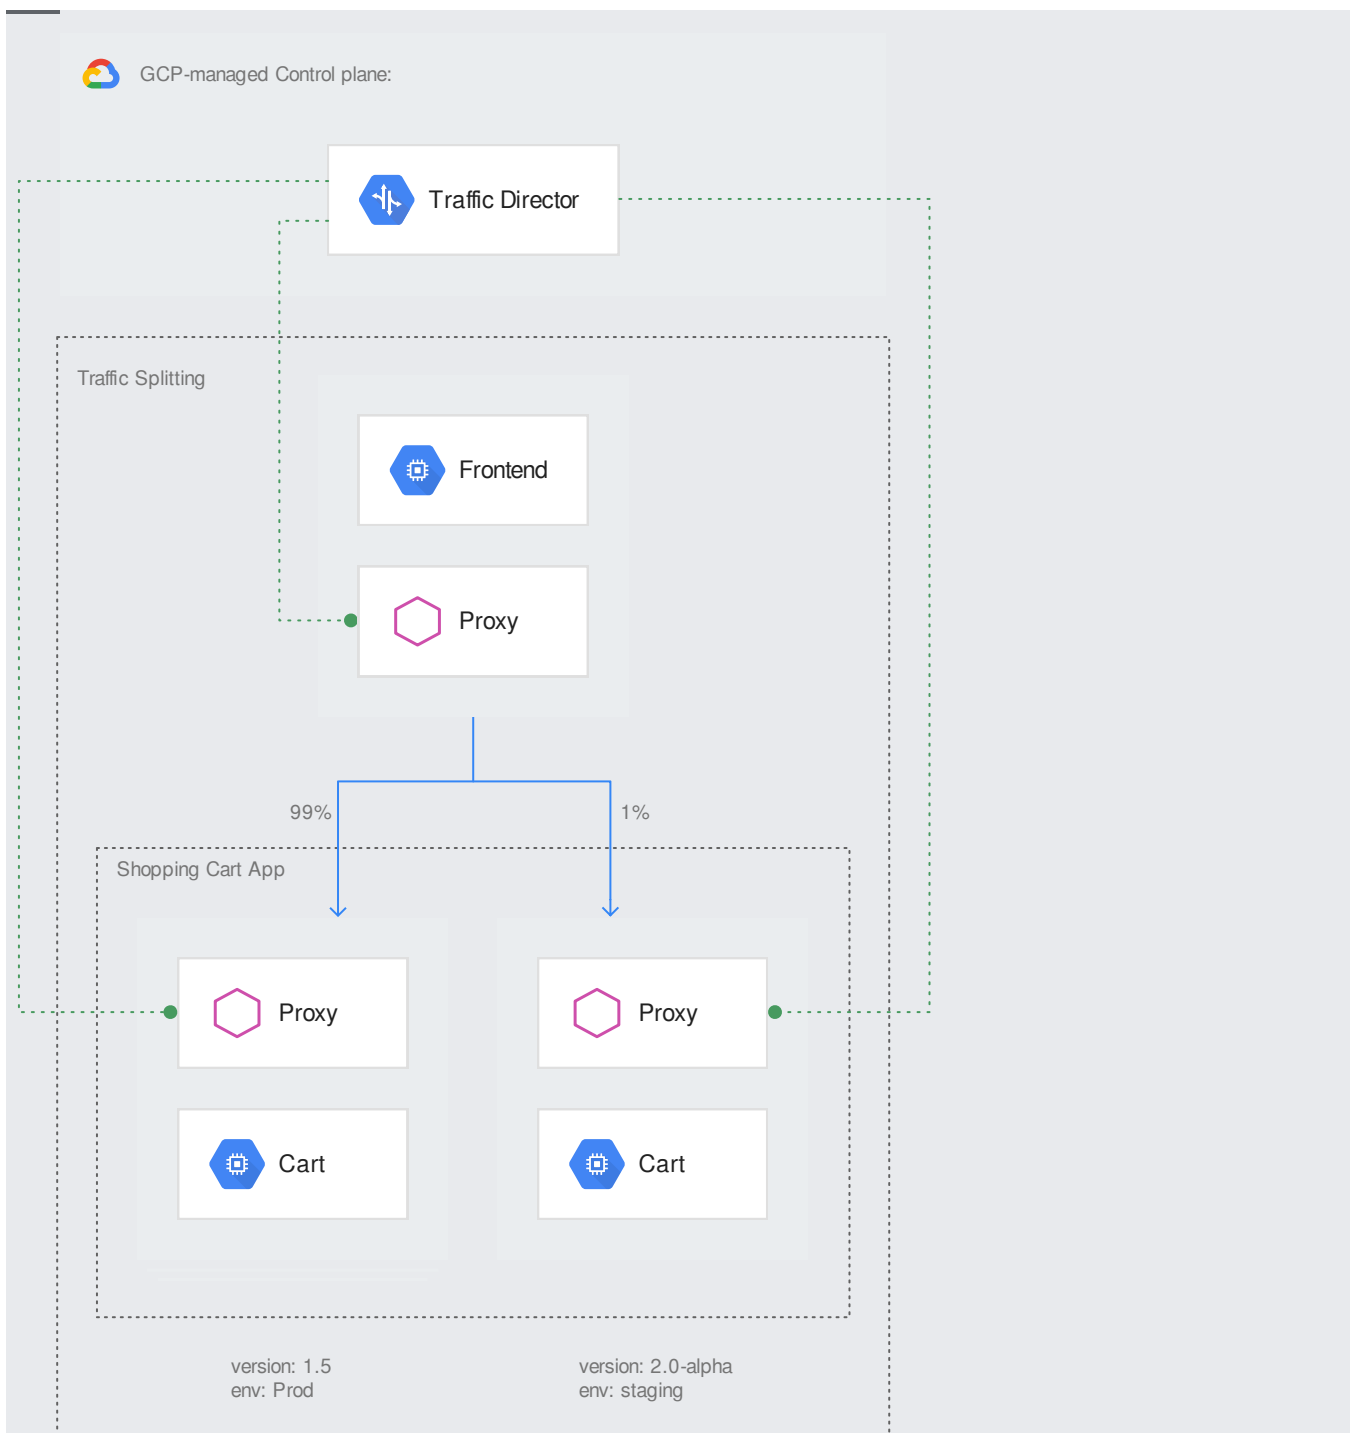 GCP-managed Control plane:
Traffic Director
Traffic Splitting
Frontend
Proxy
99%
1%
Shopping Cart App
Proxy
Proxy
Cart
Cart
version: 1.5
env: Prod
version: 2.0-alpha
env: staging